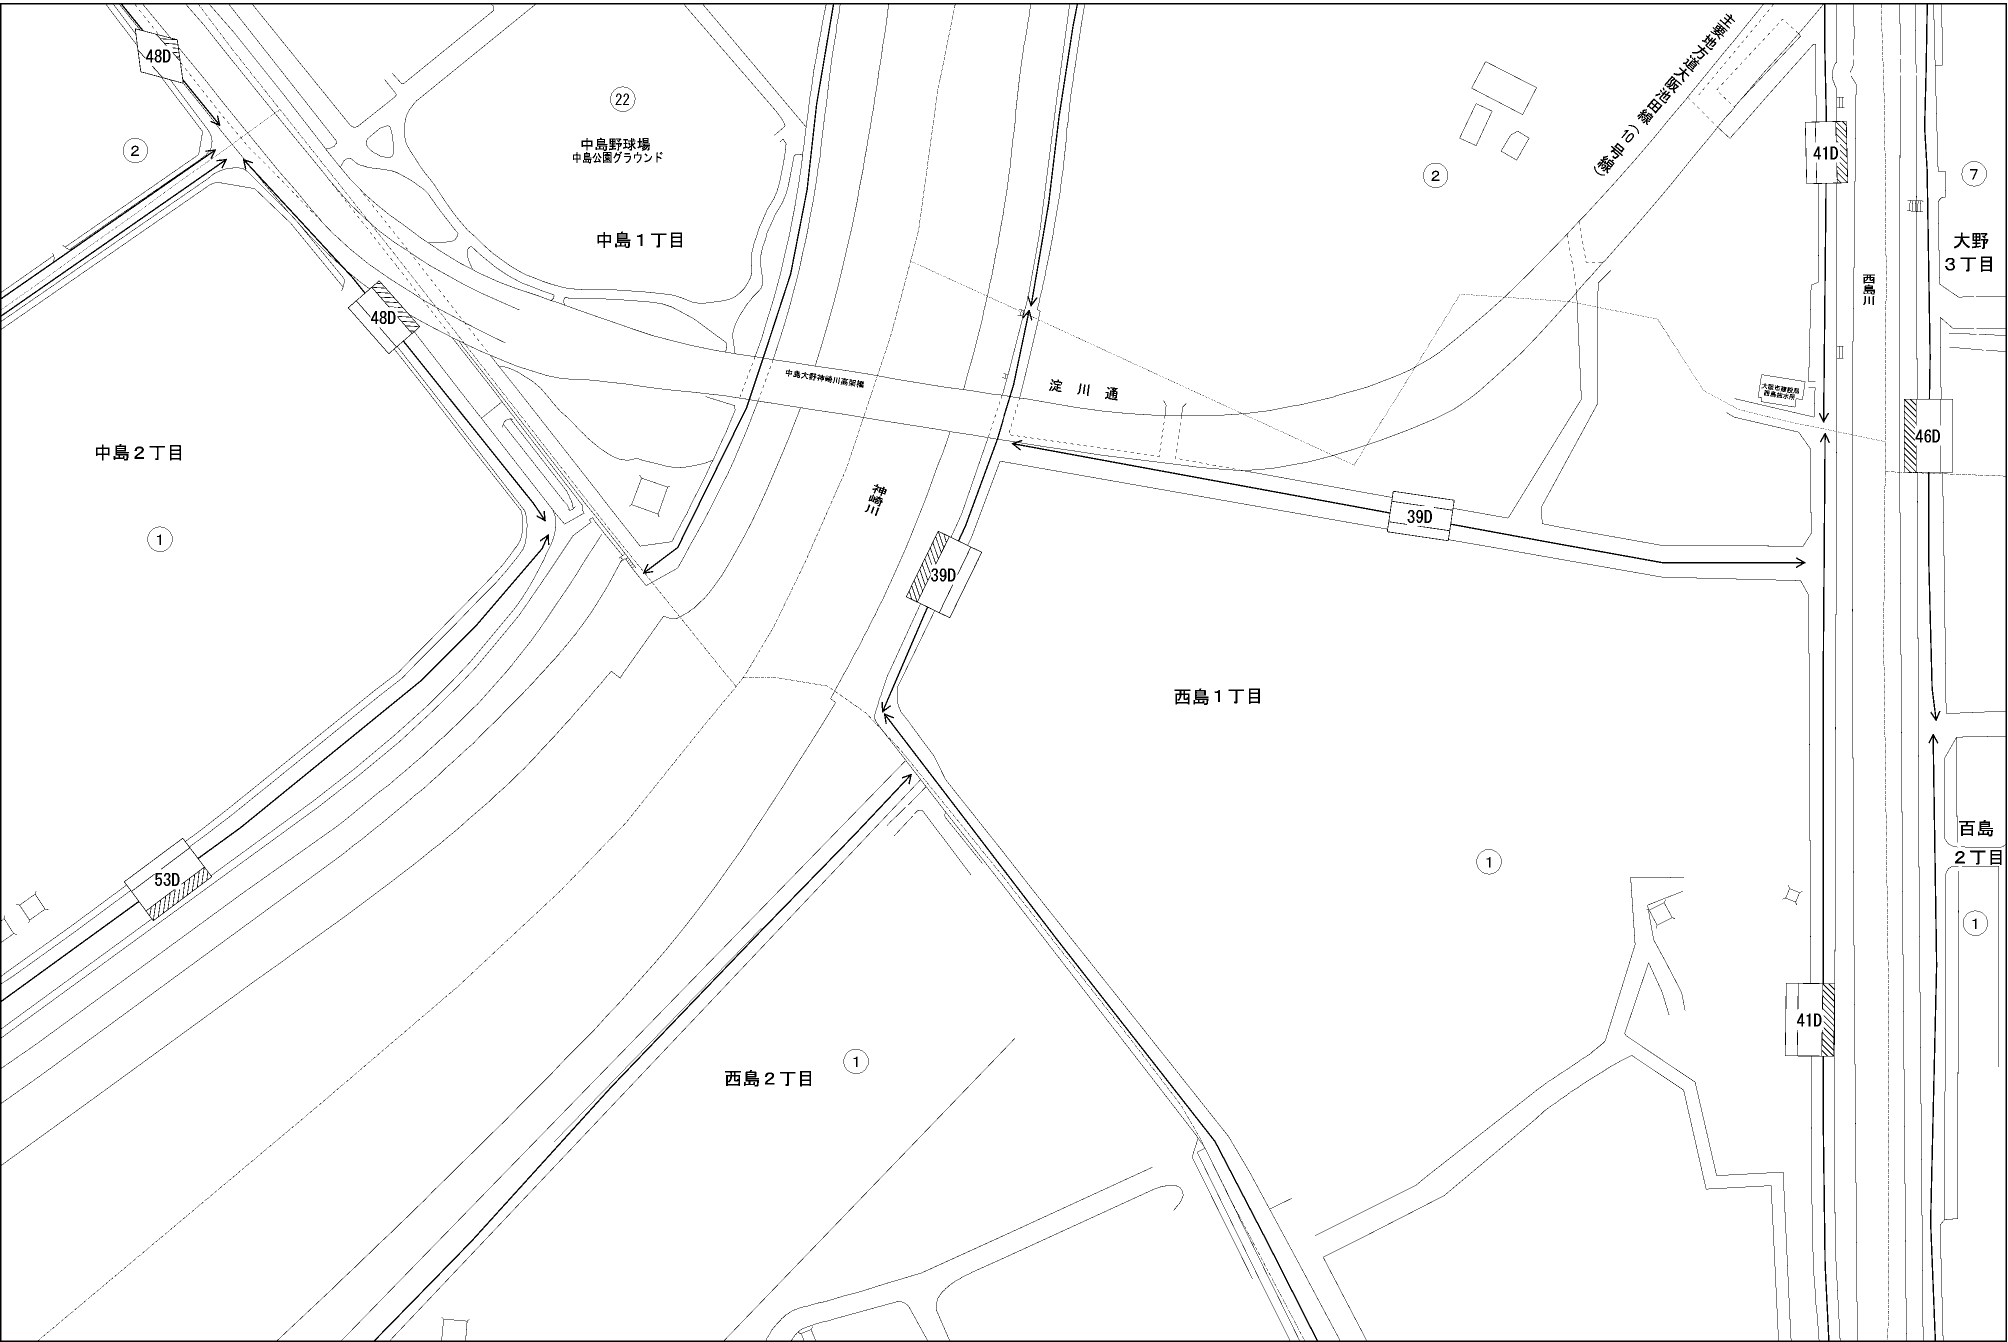 48D
22
中島野球場
中島公園グラウンド
中島１丁目
2
主要地方道大阪池田線（10号線）
2
41D
7
大野
３丁目
西島川
48D
中島大野神崎川高架橋
淀川通
大阪市建設局
西島抽水所
46D
中島２丁目
神崎川
39D
1
39D
西島１丁目
百島
２丁目
1
53D
1
41D
西島２丁目
1